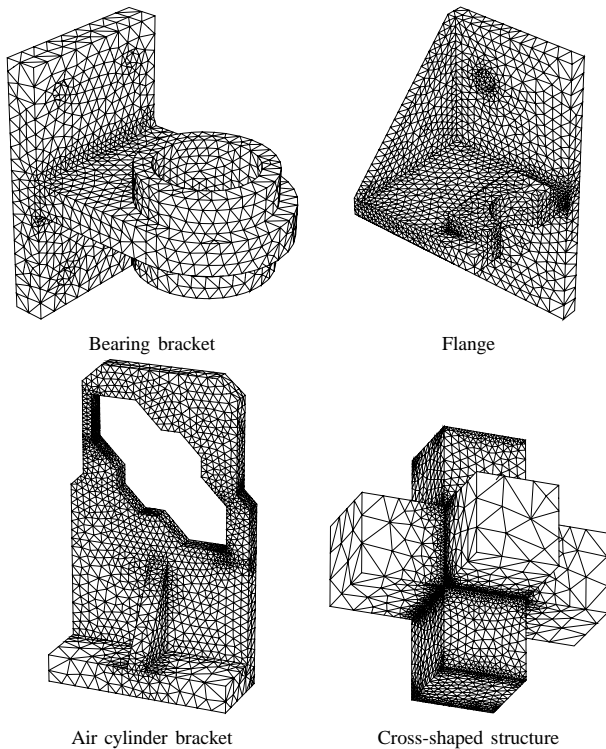 Bearing bracket
Flange
Air cylinder bracket
Cross-shaped structure